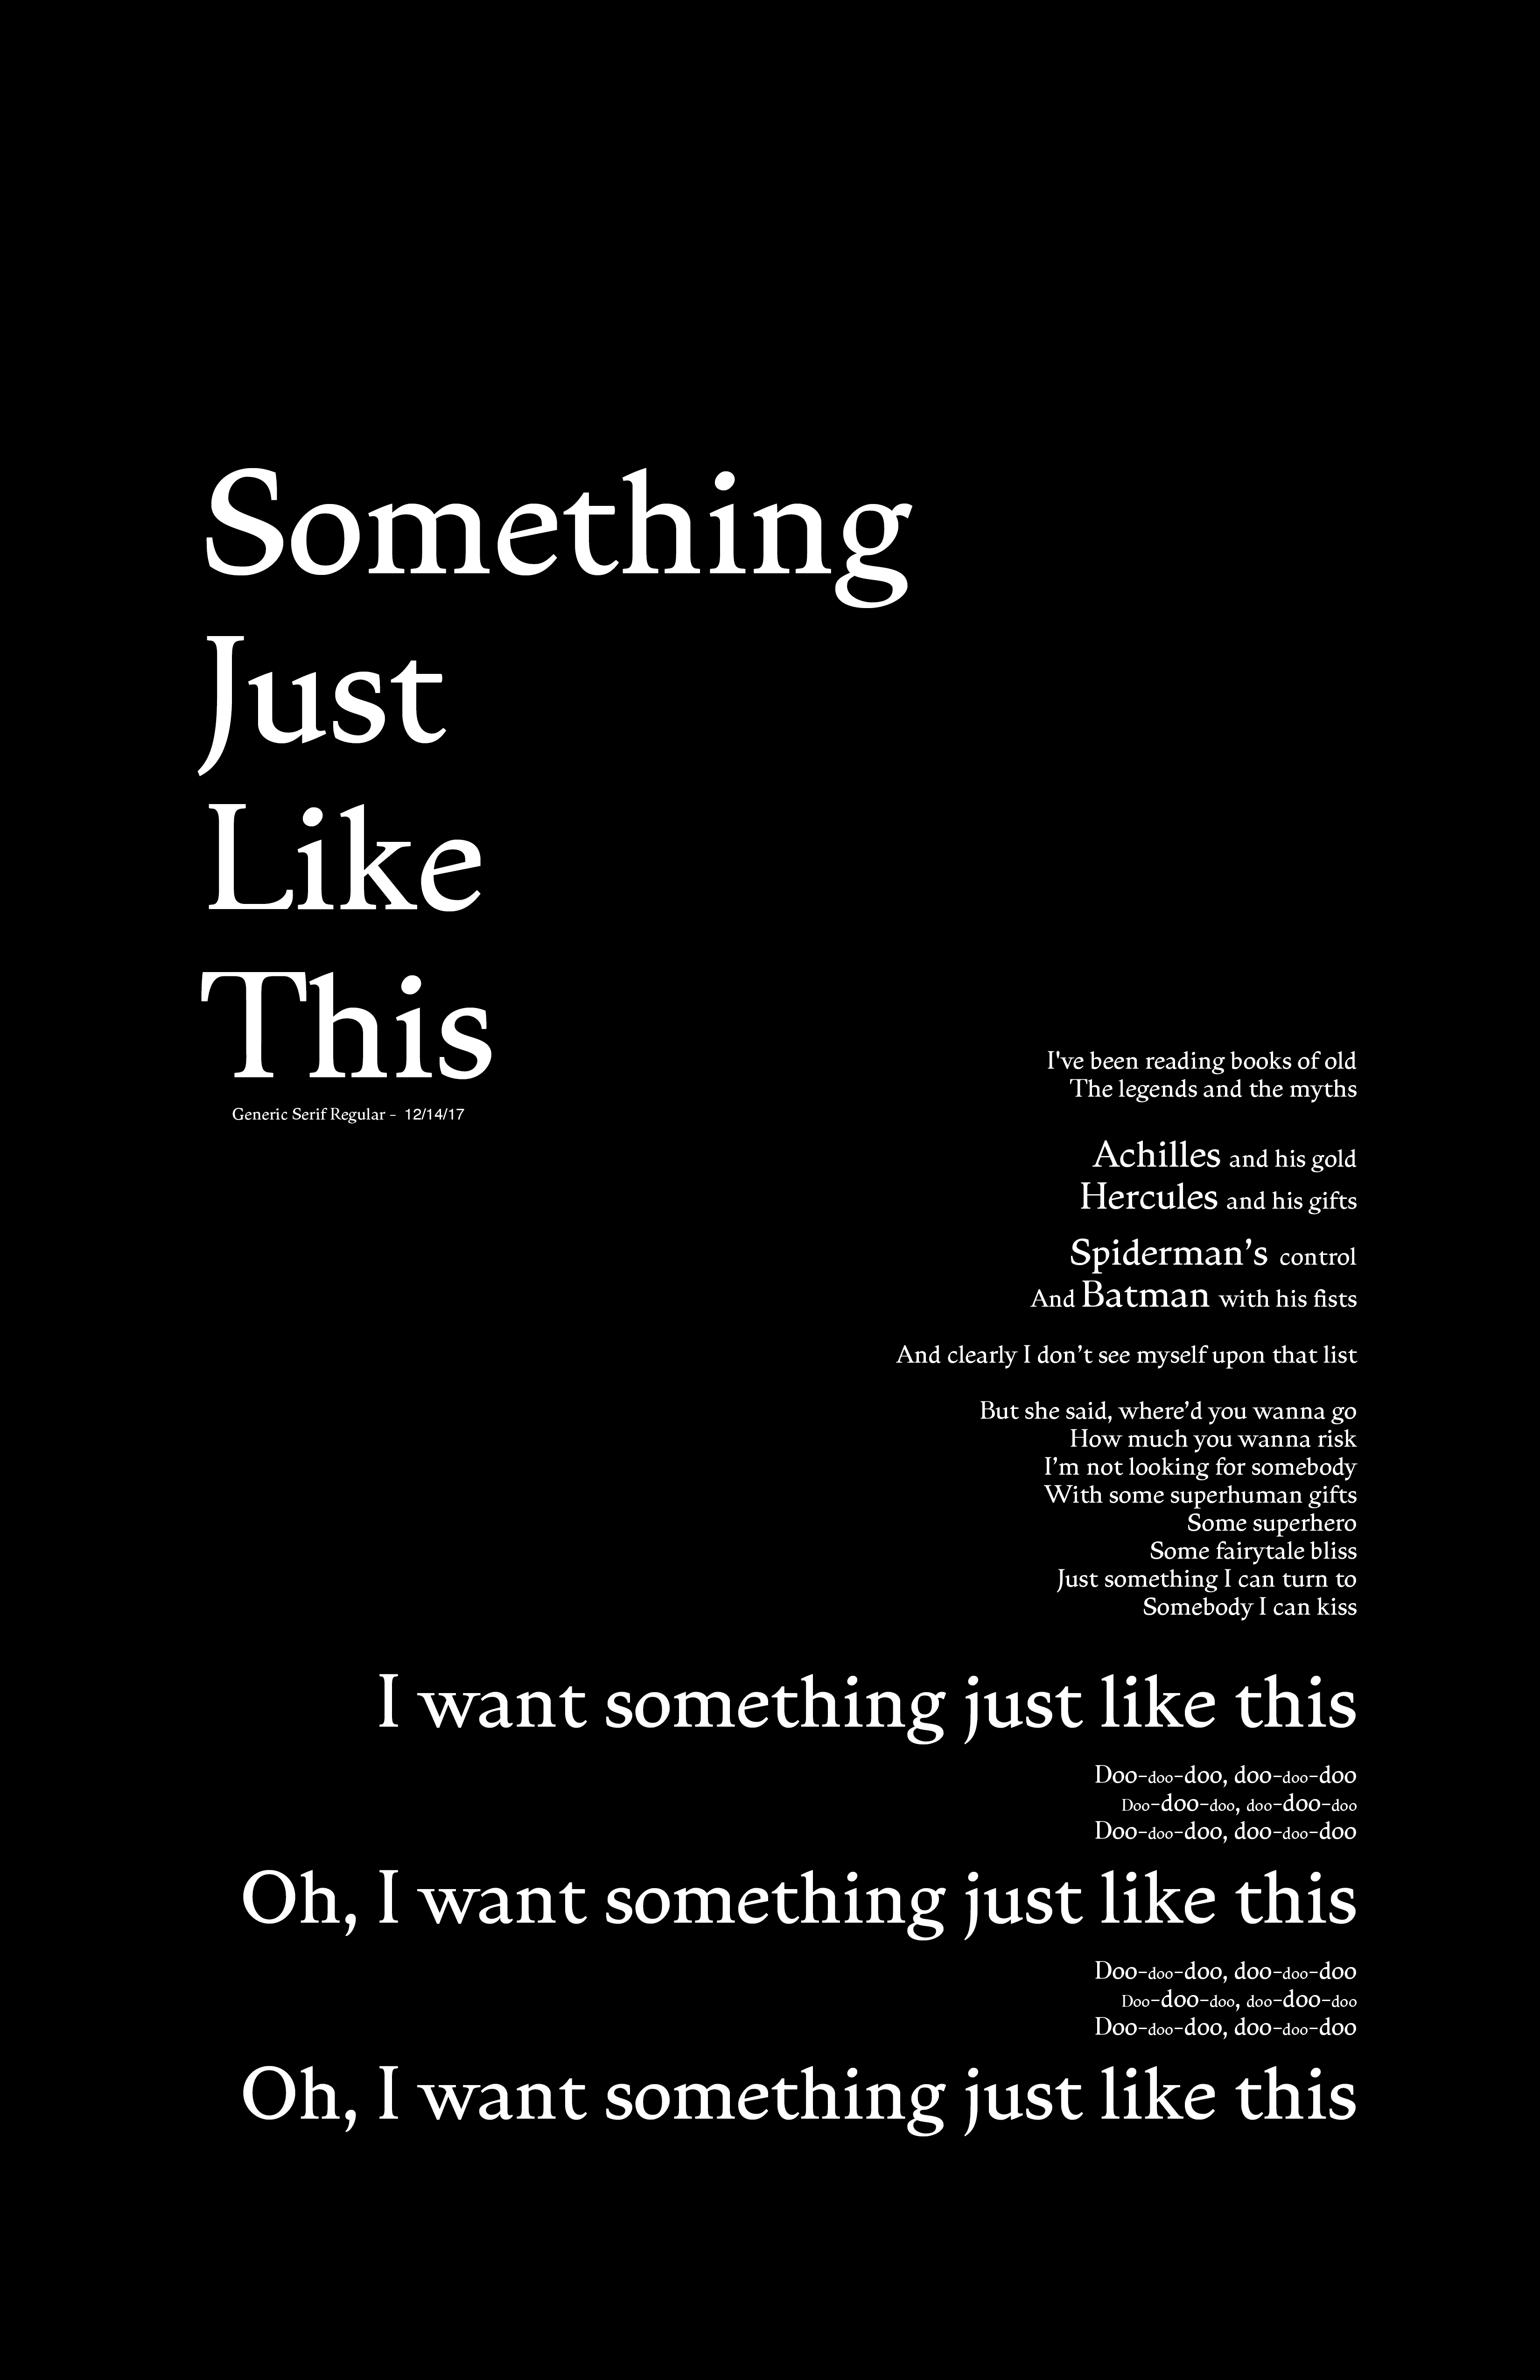 Something
Just
Like
This
Generic Serif Regular - 12/14/17
I've been reading books of old
The legends and the myths
Achilles and his gold
Hercules and his gifts
Spiderman’s control
And Batman with his fists
And clearly I don’t see myself upon that list
But she said, where’d you wanna go
How much you wanna risk
I’m not looking for somebody
With some superhuman gifts
Some superhero
Some fairytale bliss
Just something I can turn to
Somebody I can kiss
I want something just like this
Doo-doo-doo, doo-doo-doo
Doo-doo-doo, doo-doo-doo
Doo-doo-doo, doo-doo-doo
Oh, I want something just like this
Doo-doo-doo, doo-doo-doo
Doo-doo-doo, doo-doo-doo
Doo-doo-doo, doo-doo-doo
Oh, I want something just like this